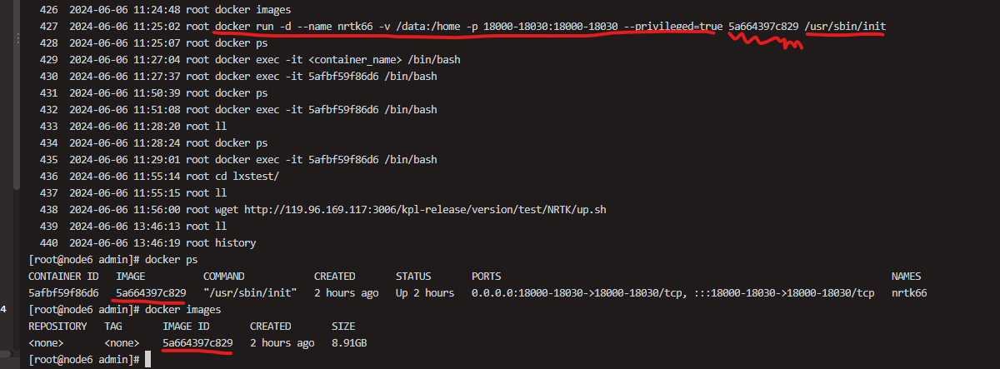 426 2024-06-06 11:24:48 root docker images
427 2024-06-06 11:25:02 root docker run -d --name nrtk66 -v /data:/home -p 18000-18030:18000-18030 --privileged=true 5a664397c829 /usr/sbin/init
428 2024-06-06 11:25:07 root docker ps
429 2024-06-06 11:27:04 root docker exec -it <container_name> /bin/bash
430 2024-06-06 11:27:37 root docker exec -it 5afbf59f86d6 /bin/bash
431 2024-06-06 11:50:39 root docker ps
432 2024-06-06 11:51:08 root docker exec -it 5afbf59f86d6 /bin/bash
433 2024-06-06 11:28:20 root ll
434 2024-06-06 11:28:24 root docker ps
435 2024-06-06 11:29:01 root docker exec -it 5afbf59f86d6 /bin/bash
436 2024-06-06 11:55:14 root cd lxstest/
437 2024-06-06 11:55:15 root ll
438 2024-06-06 11:56:00 root wget http://119.96.169.117:3006/kpl-release/version/test/NRTK/up.sh
439 2024-06-06 13:46:13 root ll
440 2024-06-06 13:46:19 root history
[root@node6 admin]# docker ps
CONTAINER ID IMAGE COMMAND CREATED STATUS PORTS NAMES
5afbf59f86d6 5a664397c829 "/usr/sbin/init" 2 hours ago Up 2 hours 0.0.0.0:18000-18030->18000-18030/tcp, :::18000-18030->18000-18030/tcp nrtk66
4
[root@node6 admin]# docker images
REPOSITORY TAG IMAGE ID CREATED SIZE
<none> <none> 5a664397c829 2 hours ago 8.91GB
[root@node6 admin]#